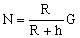 N = R / (R + h) G